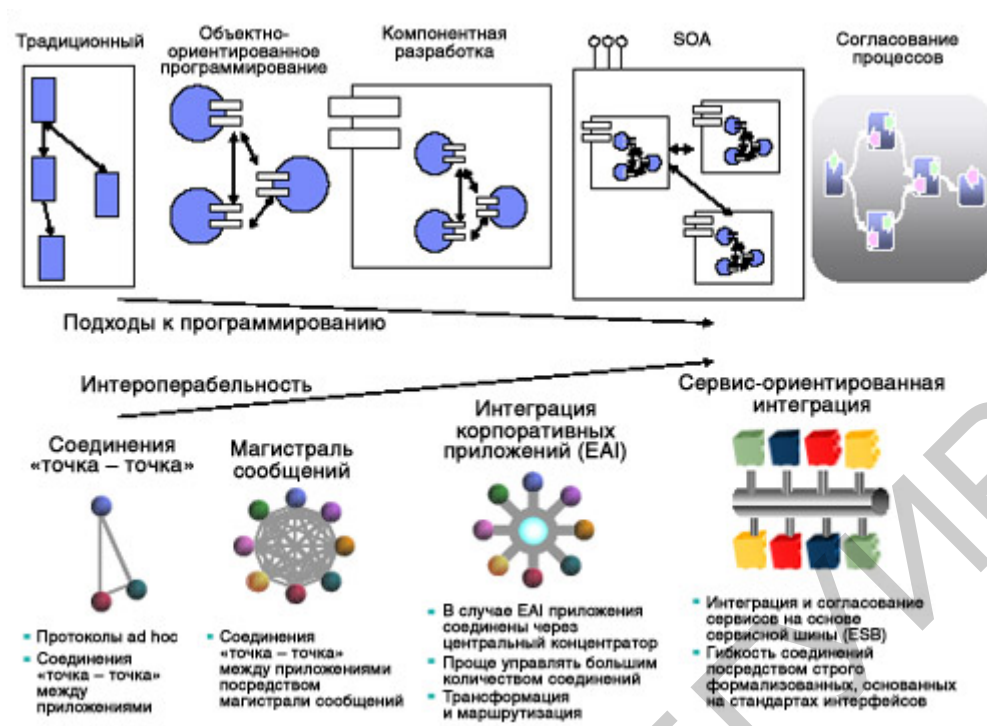 Традиционный
Объектно-
ориентированное
программирование
Компонентная
разработка
SOA
Согласование
процессов
Подходы к программированию
Интероперабельность
Соединения
«точка – точка»
Магистраль
сообщений
Интеграция
корпоративных
приложений (EAI)
Сервис-ориентированная
интеграция
Протоколы ad hoc
Соединения
«точка – точка»
между
приложениями
Соединения
«точка – точка»
между приложениями
посредством
магистрали сообщений
В случае EAI приложения
соединены через
центральный концентратор
Проще управлять большим
количеством соединений
Трансформация
и маршрутизация
Интеграция и согласование
сервисов на основе
сервисной шины (ESB)
Гибкость соединений
посредством строго
формализованных, основанных
на стандартах интерфейсов